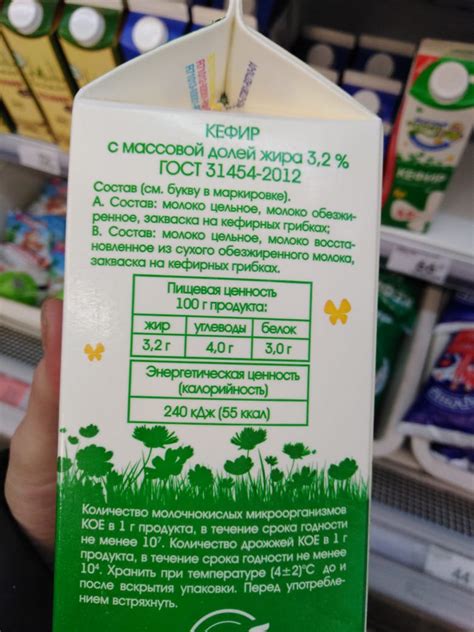 КЕФИР
с массовой долей жира 3,2 %
ГОСТ 31454-2012
Состав (см. букву в маркировке).
А. Состав: молоко цельное, молоко обезжи-
ренное, закваска на кефирных грибках;
В. Состав: молоко цельное, молоко восста-
новленное из сухого обезжиренного молока,
закваска на кефирных грибках.
Пищевая ценность
100 г продукта:
жир углеводы белок
3,2 г 4,0 г 3,0 г
Энергетическая ценность
(калорийность)
240 кДж (55 ккал)
Количество молочнокислых микроорганизмов
КОЕ в 1 г продукта, в течение срока годности
не менее 10⁷. Количество дрожжей КОЕ в 1 г
продукта, в течение срока годности не менее
10⁴. Хранить при температуре (4±2)°С до и
после вскрытия упаковки. Перед употребле-
нием встряхнуть.
КЕФИР
44